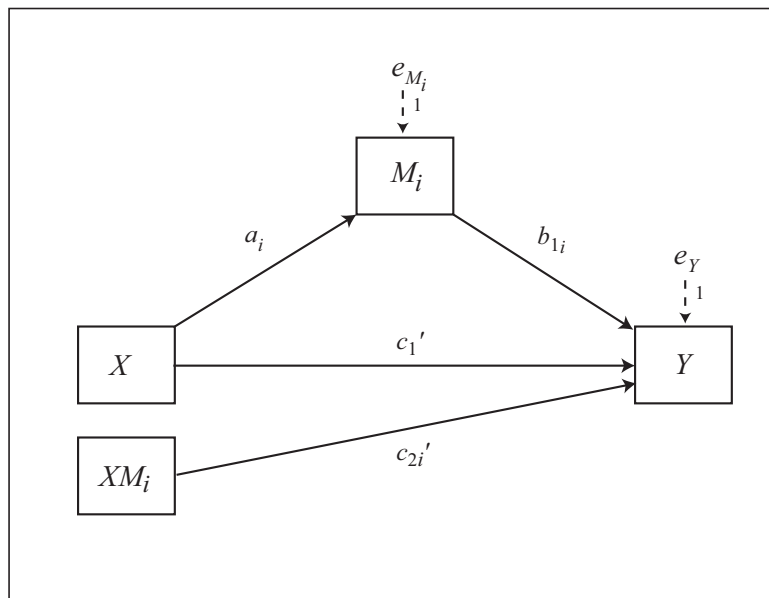 e_{M_i}
1
M_i
a_i
b_{1i}
e_Y
1
X
c_1'
Y
XM_i
c_{2i}'